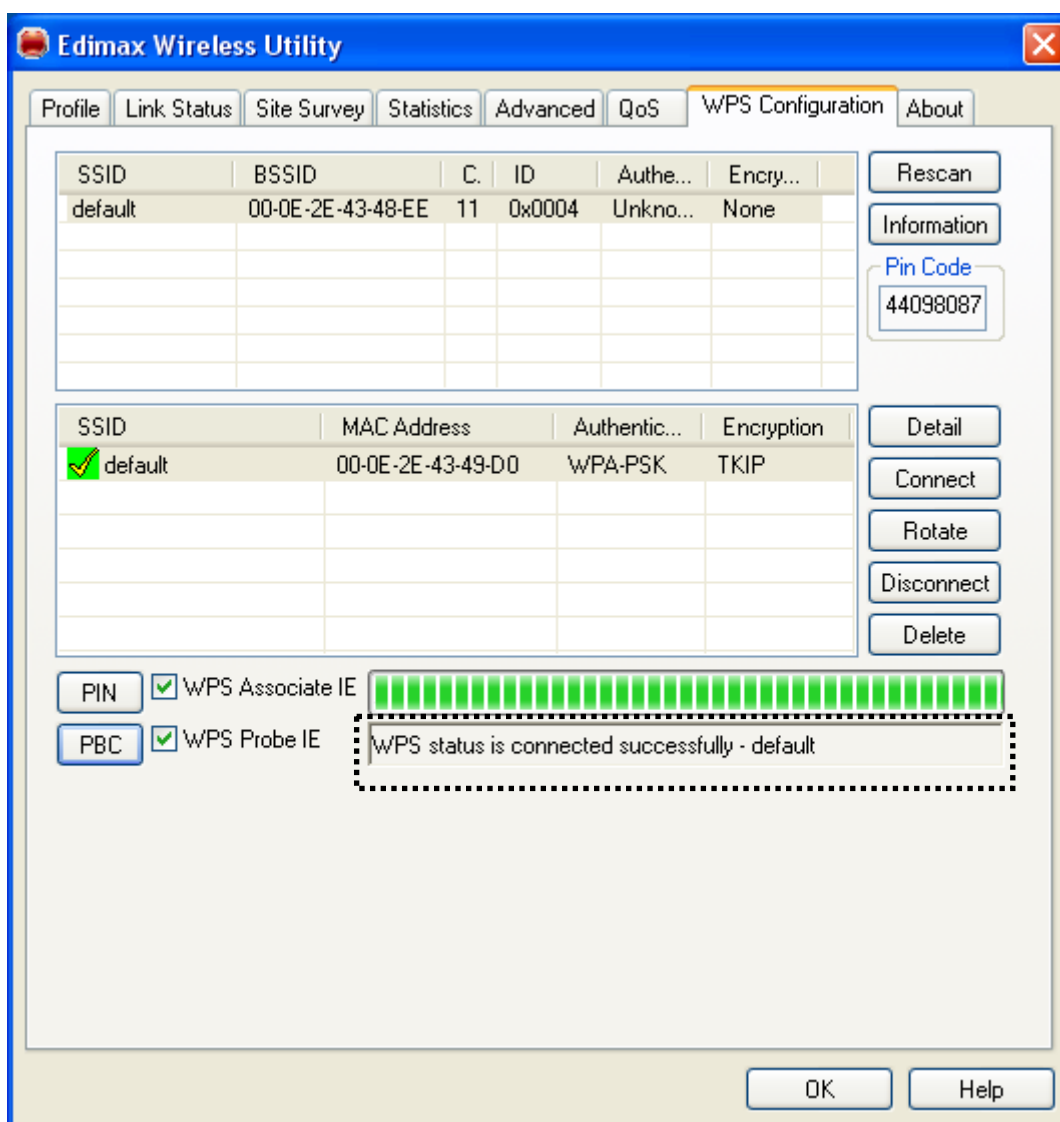 Edimax Wireless Utility
Profile Link Status Site Survey Statistics Advanced QoS WPS Configuration About
SSID BSSID C. ID Authe... Encry...
default 00-0E-2E-43-48-EE 11 0x0004 Unkno... None
Rescan
Information
Pin Code
44098087
SSID MAC Address Authentic... Encryption
default 00-0E-2E-43-49-D0 WPA-PSK TKIP
Detail
Connect
Rotate
Disconnect
Delete
PIN WPS Associate IE
PBC WPS Probe IE WPS status is connected successfully - default
OK Help